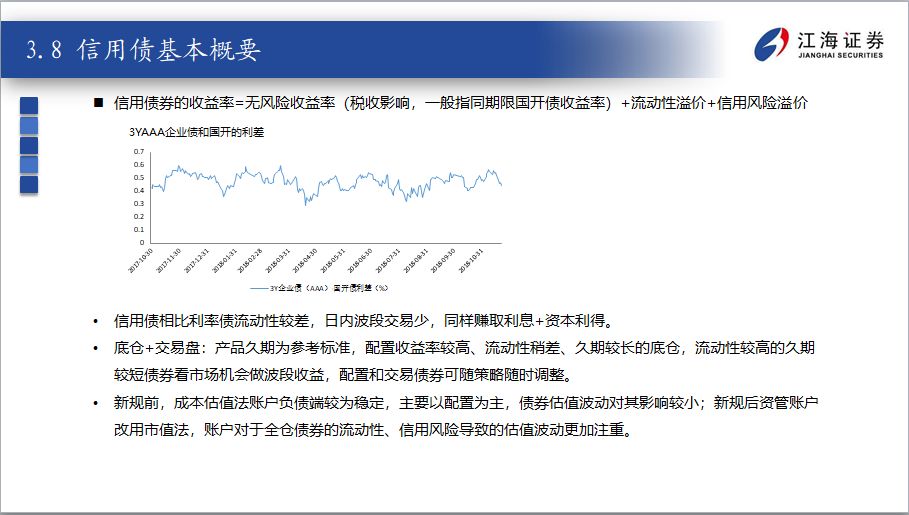 3.8 信用债基本概要
江海证券
JIANGHAI SECURITIES
■ 信用债券的收益率=无风险收益率（税收影响，一般指同期限国开债收益率）+流动性溢价+信用风险溢价
3YAAA企业债和国开的利差
0.7
0.6
0.5
0.4
0.3
0.2
0.1
0
2017-10-30
2017-11-30
2017-12-31
2018-01-31
2018-02-28
2018-03-31
2018-04-30
2018-05-31
2018-06-30
2018-07-31
2018-08-31
2018-09-30
2018-10-31
3Y企业债（AAA）-国开债利差（%）
• 信用债相比利率债流动性较差，日内波段交易少，同样赚取利息+资本利得。
• 底仓+交易盘：产品久期为参考标准，配置收益率较高、流动性稍差、久期较长的底仓，流动性较高的久期
较短债券看市场机会做波段收益，配置和交易债券可随策略随时调整。
• 新规前，成本估值法账户负债端较为稳定，主要以配置为主，债券估值波动对其影响较小；新规后资管账户
改用市值法，账户对于全仓债券的流动性、信用风险导致的估值波动更加注重。